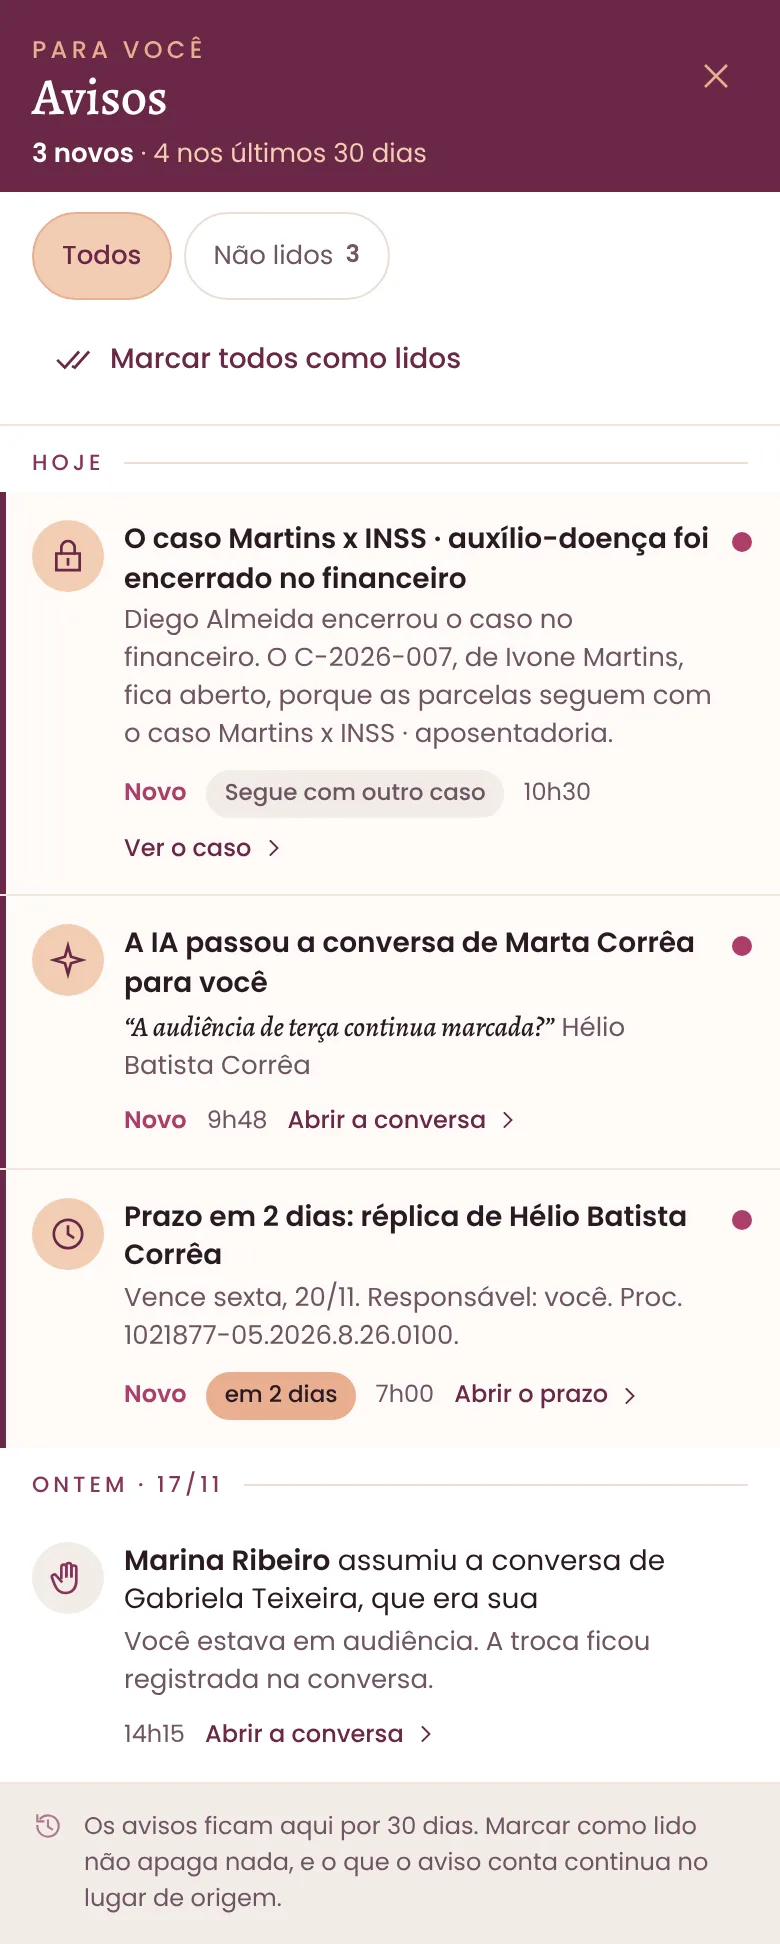 PARA VOCÊ
Avisos
3 novos · 4 nos últimos 30 dias
Todos
Não lidos 3
Marcar todos como lidos
HOJE
O caso Martins x INSS · auxílio-doença foi
encerrado no financeiro
Diego Almeida encerrou o caso no
financeiro. O C-2026-007, de Ivone Martins,
fica aberto, porque as parcelas seguem com
o caso Martins x INSS · aposentadoria.
Novo Segue com outro caso 10h30
Ver o caso
A IA passou a conversa de Marta Corrêa
para você
“A audiência de terça continua marcada?” Hélio
Batista Corrêa
Novo 9h48 Abrir a conversa
Prazo em 2 dias: réplica de Hélio Batista
Corrêa
Vence sexta, 20/11. Responsável: você. Proc.
1021877-05.2026.8.26.0100.
Novo em 2 dias 7h00 Abrir o prazo
ONTEM · 17/11
Marina Ribeiro assumiu a conversa de
Gabriela Teixeira, que era sua
Você estava em audiência. A troca ficou
registrada na conversa.
14h15 Abrir a conversa
Os avisos ficam aqui por 30 dias. Marcar como lido
não apaga nada, e o que o aviso conta continua no
lugar de origem.